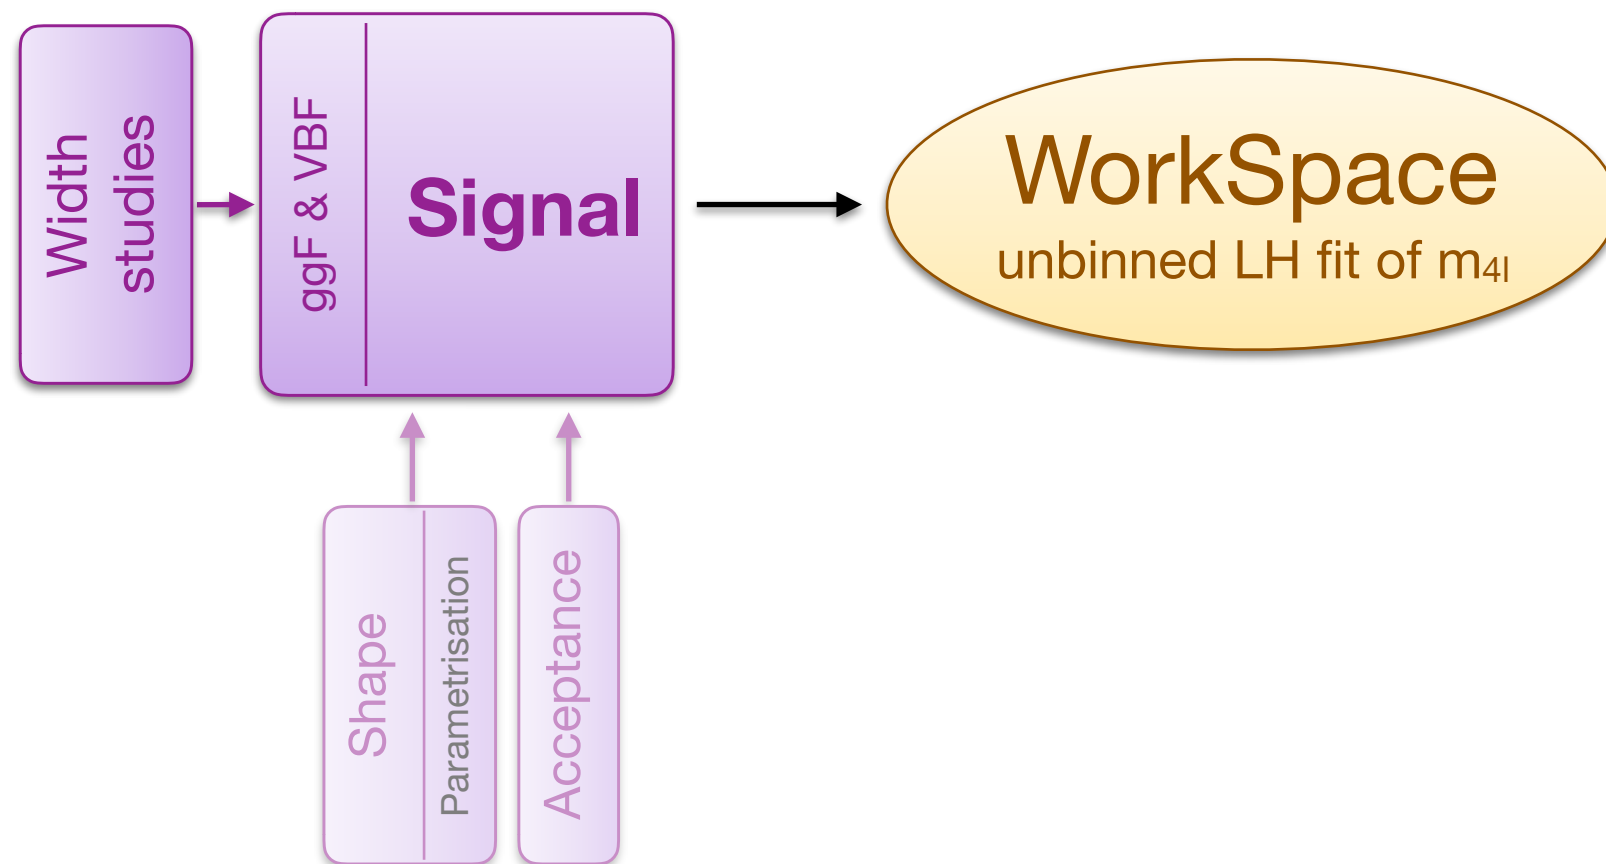 Width
studies
ggF & VBF
Signal
WorkSpace
unbinned LH fit of m4l
Shape
Parametrisation
Acceptance